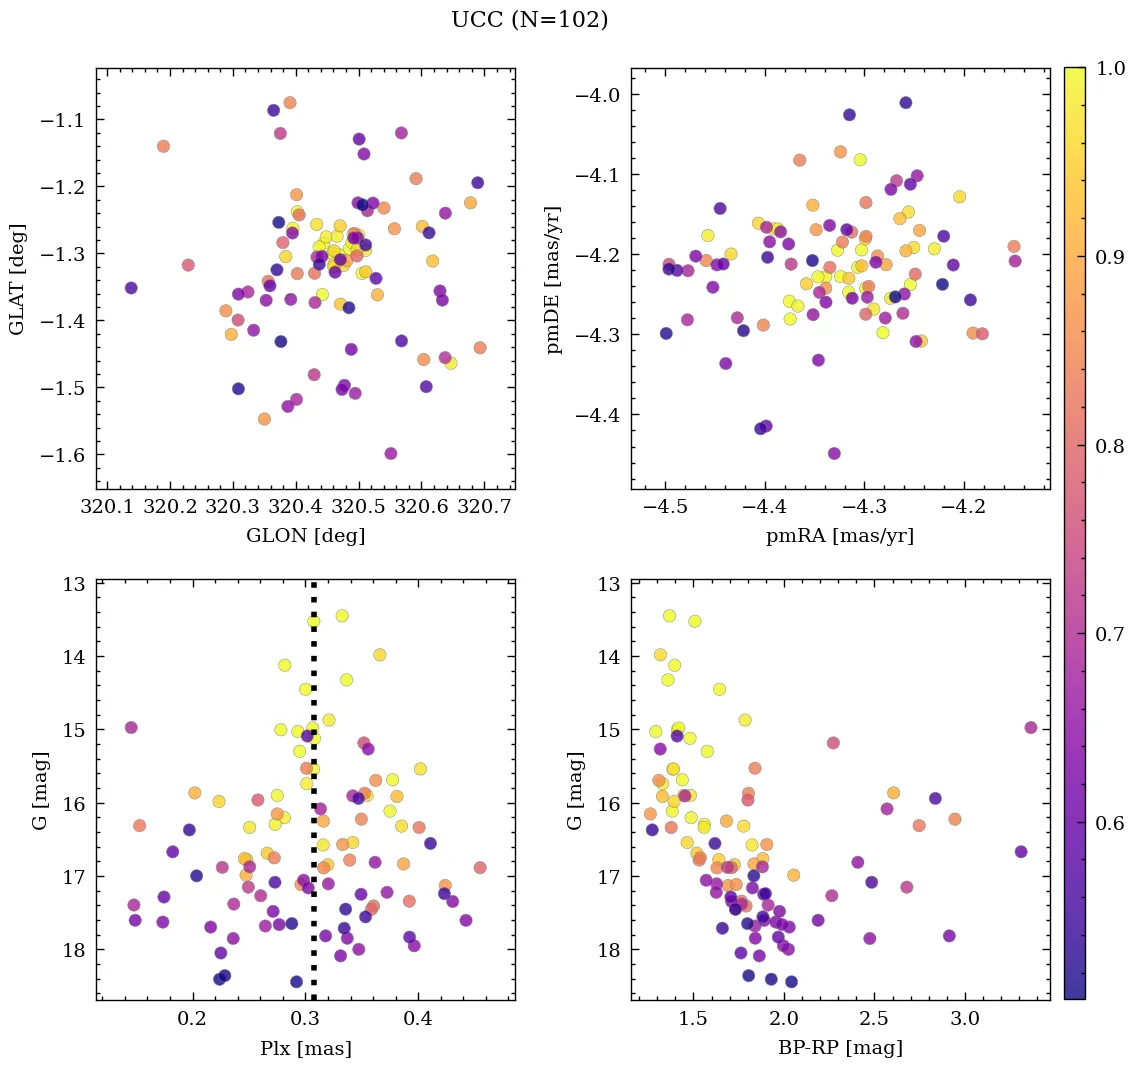 UCC (N=102)
−1.1
−1.2
−1.3
−1.4
−1.5
−1.6
GLAT [deg]
320.1 320.2 320.3 320.4 320.5 320.6 320.7
GLON [deg]
−4.0
−4.1
−4.2
−4.3
−4.4
pmDE [mas/yr]
−4.5 −4.4 −4.3 −4.2
pmRA [mas/yr]
1.0
0.9
0.8
0.7
0.6
13
14
15
16
17
18
G [mag]
0.2 0.3 0.4
Plx [mas]
13
14
15
16
17
18
G [mag]
1.5 2.0 2.5 3.0
BP-RP [mag]